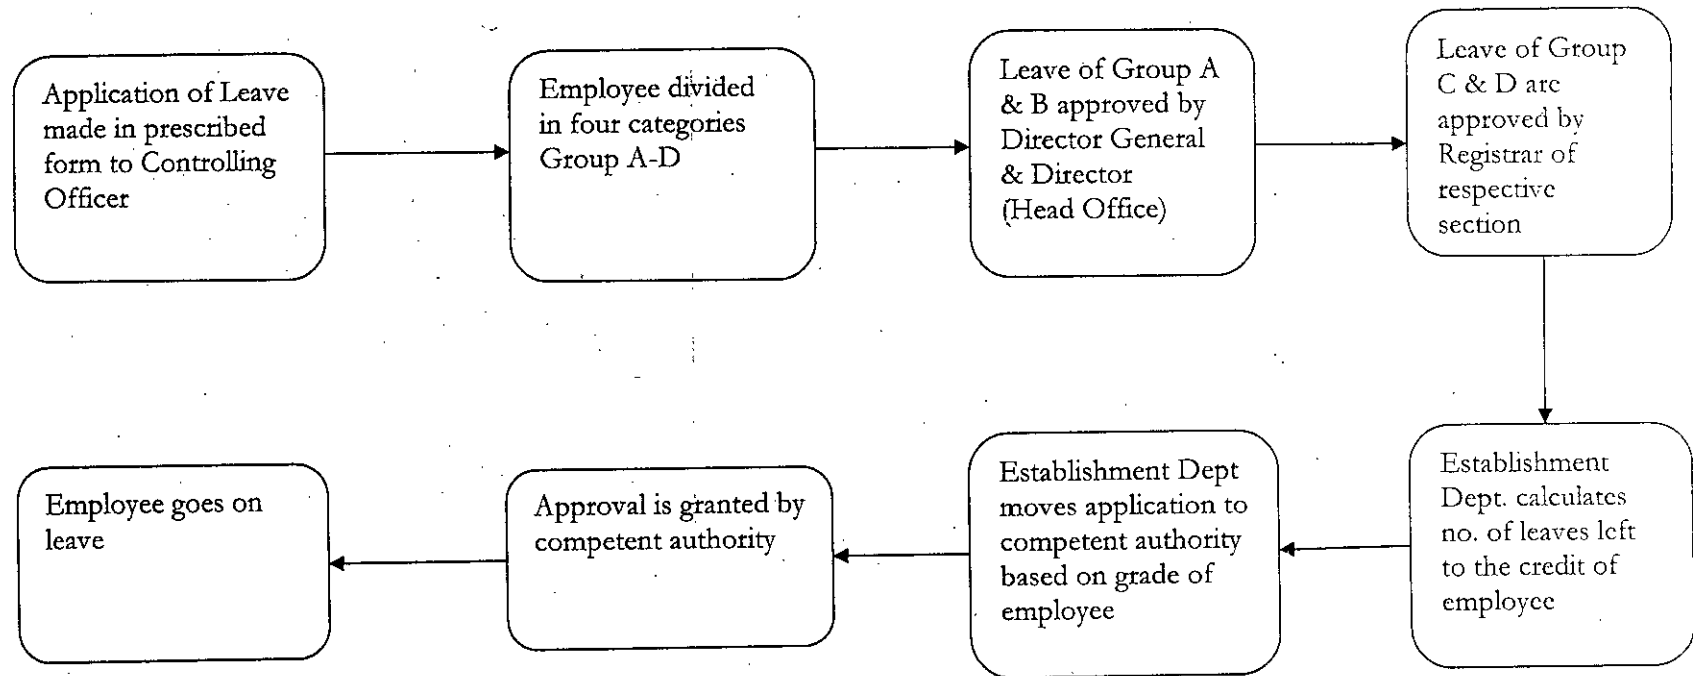 Application of Leave
made in prescribed
form to Controlling
Officer
Employee divided
in four categories
Group A-D
Leave of Group A
& B approved by
Director General
& Director
(Head Office)
Leave of Group
C & D are
approved by
Registrar of
respective
section
Establishment
Dept. calculates
no. of leaves left
to the credit of
employee
Establishment Dept
moves application to
competent authority
based on grade of
employee
Approval is granted by
competent authority
Employee goes on
leave